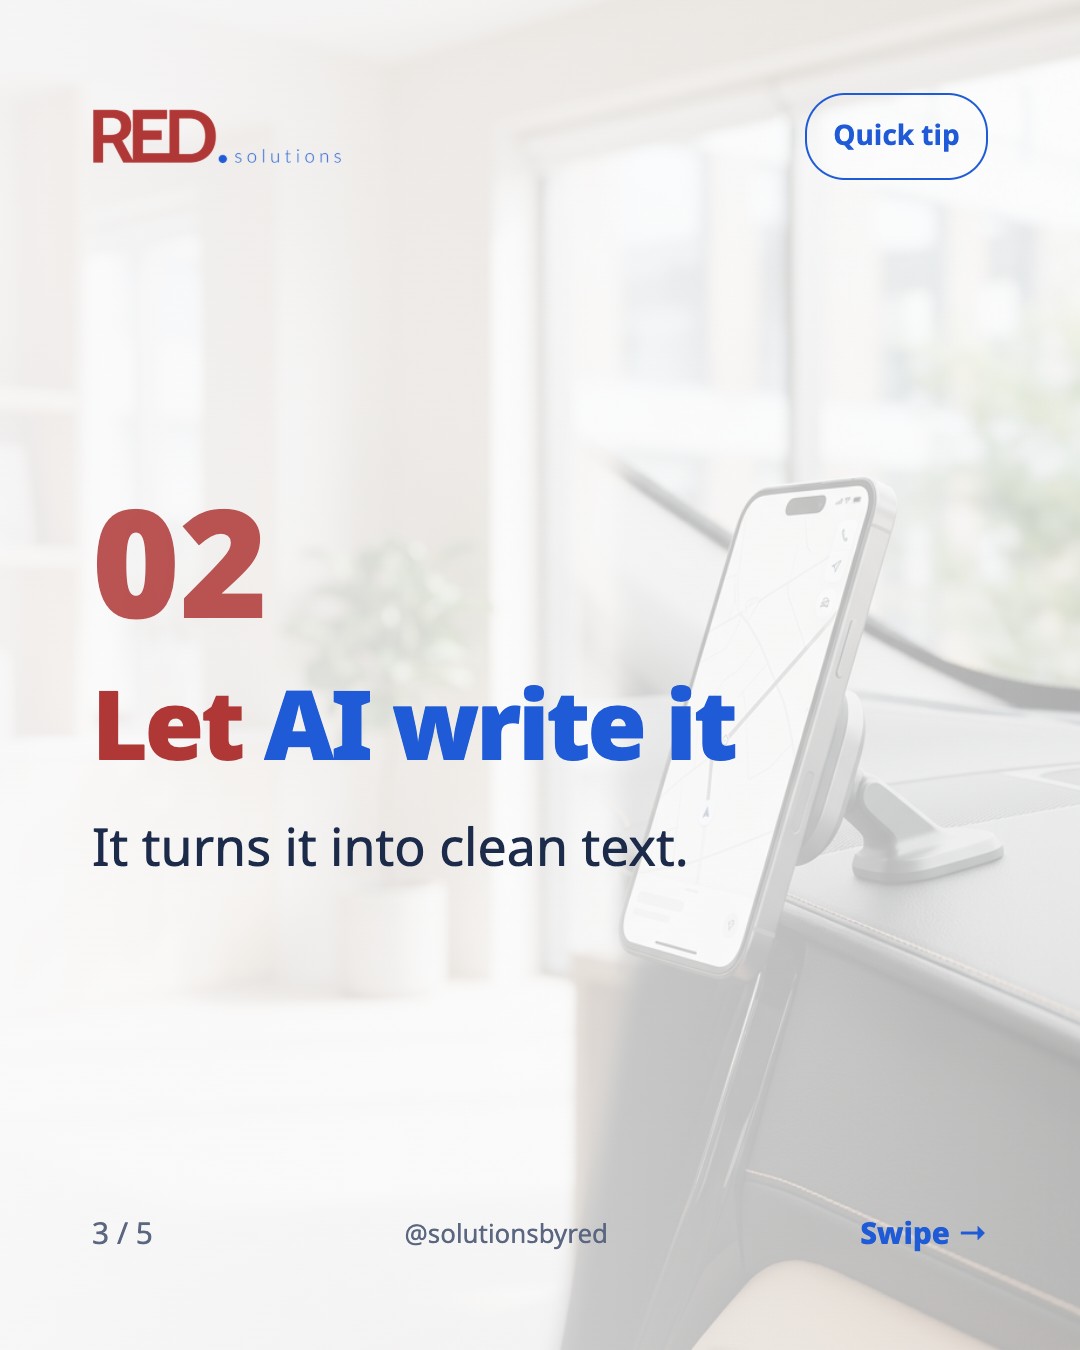 RED.solutions
Quick tip
02
Let AI write it
It turns it into clean text.
3 / 5
@solutionsbyred
Swipe →